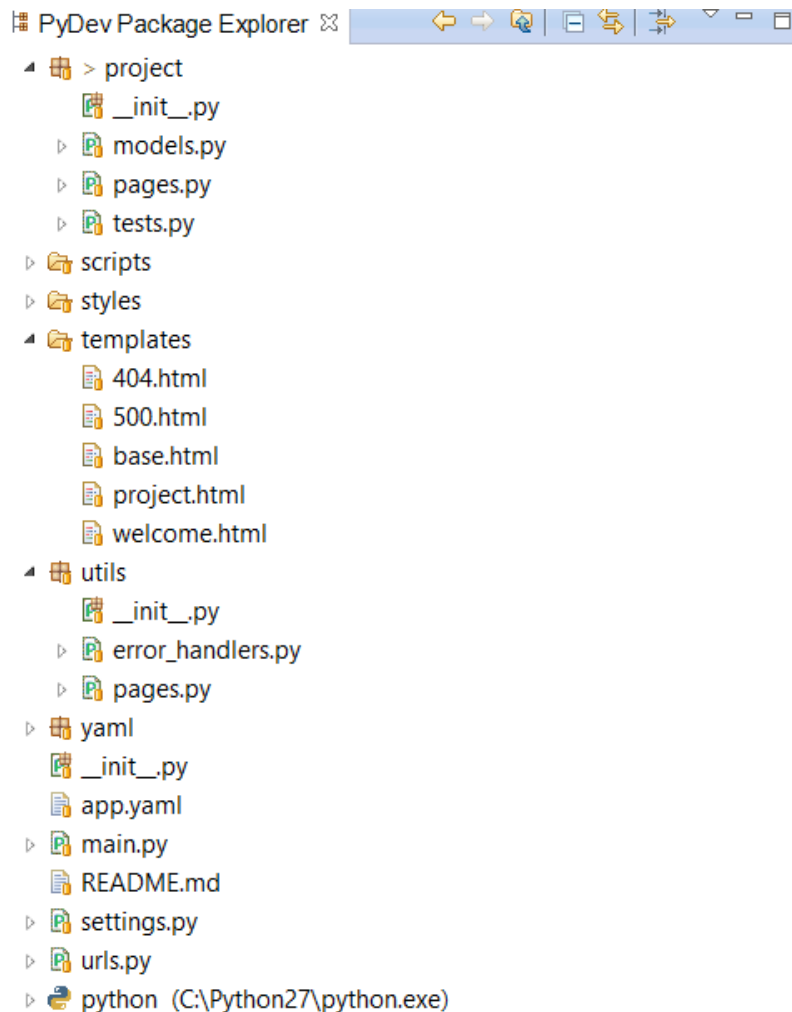 PyDev Package Explorer
> project
__init__.py
models.py
pages.py
tests.py
scripts
styles
templates
404.html
500.html
base.html
project.html
welcome.html
utils
__init__.py
error_handlers.py
pages.py
yaml
__init__.py
app.yaml
main.py
README.md
settings.py
urls.py
python (C:\Python27\python.exe)